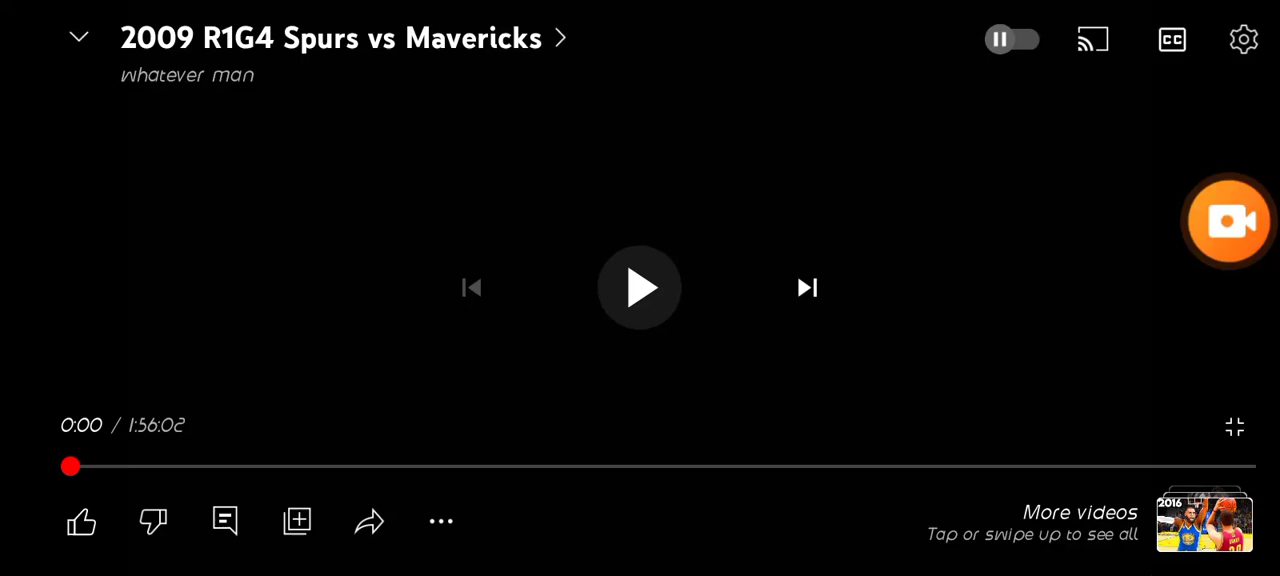 2009 R1G4 Spurs vs Mavericks
whatever man
CC
0:00 / 1:56:02
More videos
Tap or swipe up to see all
2016